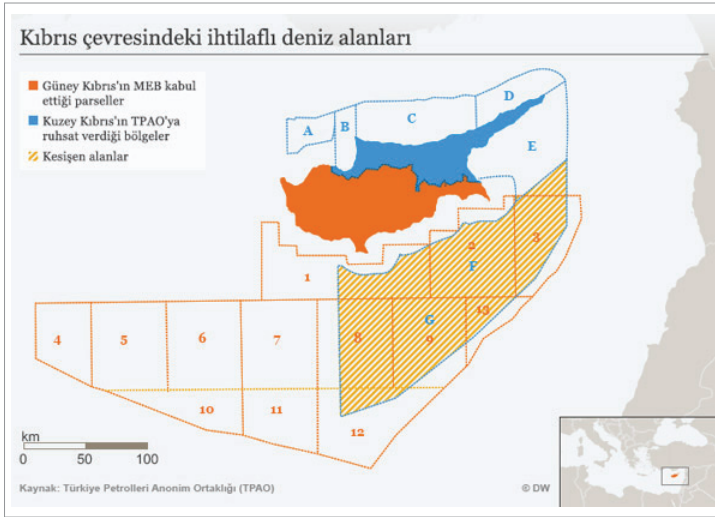 Kıbrıs çevresindeki ihtilaflı deniz alanları
Güney Kıbrıs'ın MEB kabul
ettiği parseller
Kuzey Kıbrıs'ın TPAO'ya
ruhsat verdiği bölgeler
Kesişen alanlar
A
B
C
D
E
F
G
1
2
3
4
5
6
7
8
9
13
10
11
12
km
0 50 100
Kaynak: Türkiye Petrolleri Anonim Ortaklığı (TPAO)
© DW